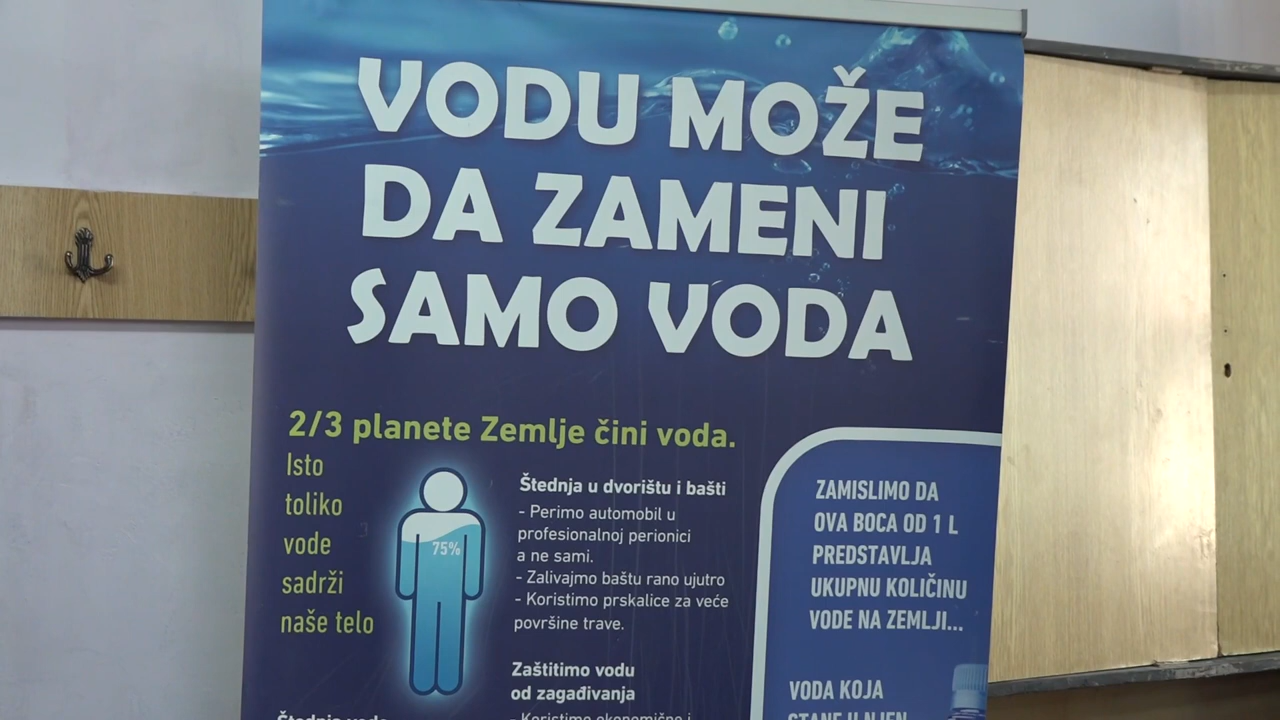 VODU MOŽE
DA ZAMENI
SAMO VODA
2/3 planete Zemlje čini voda.
Isto
toliko
vode
sadrži
naše telo
75%
Štednja u dvorištu i bašti
- Perimo automobil u
profesionalnoj perionici
a ne sami.
- Zalivajmo baštu rano ujutro
- Koristimo prskalice za veće
površine trave.
Zaštitimo vodu
od zagađivanja
- Koristimo ekonomično i
ZAMISLIMO DA
OVA BOCA OD 1 L
PREDSTAVLJA
UKUPNU KOLIČINU
VODE NA ZEMLJI...
VODA KOJA
STANE U NJEN